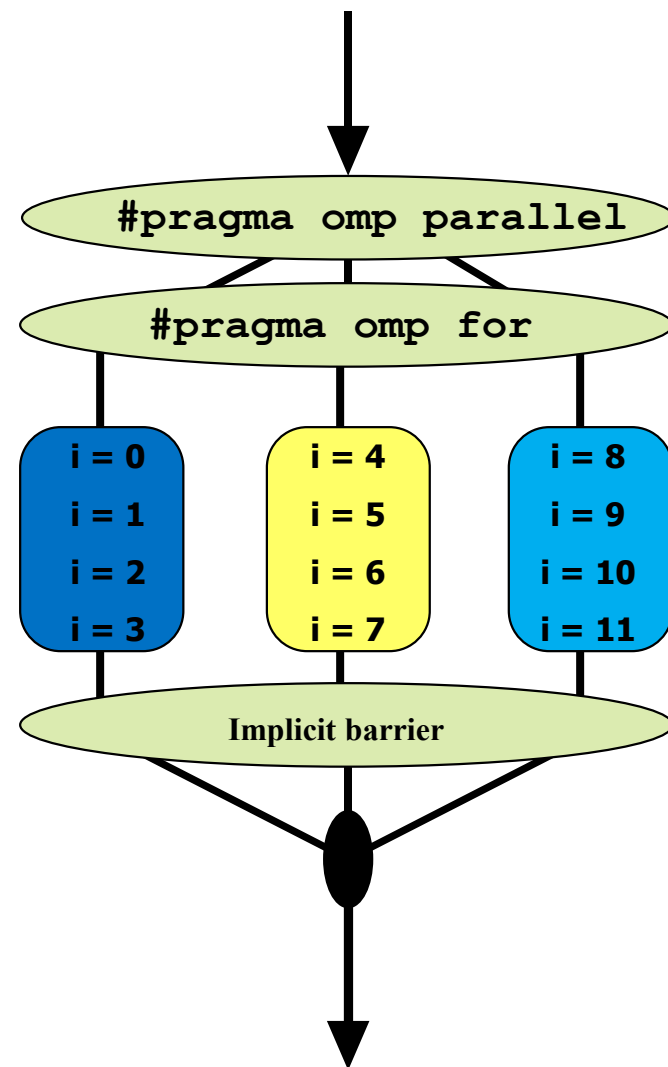 #pragma omp parallel
#pragma omp for
i = 0
i = 1
i = 2
i = 3
i = 4
i = 5
i = 6
i = 7
i = 8
i = 9
i = 10
i = 11
Implicit barrier